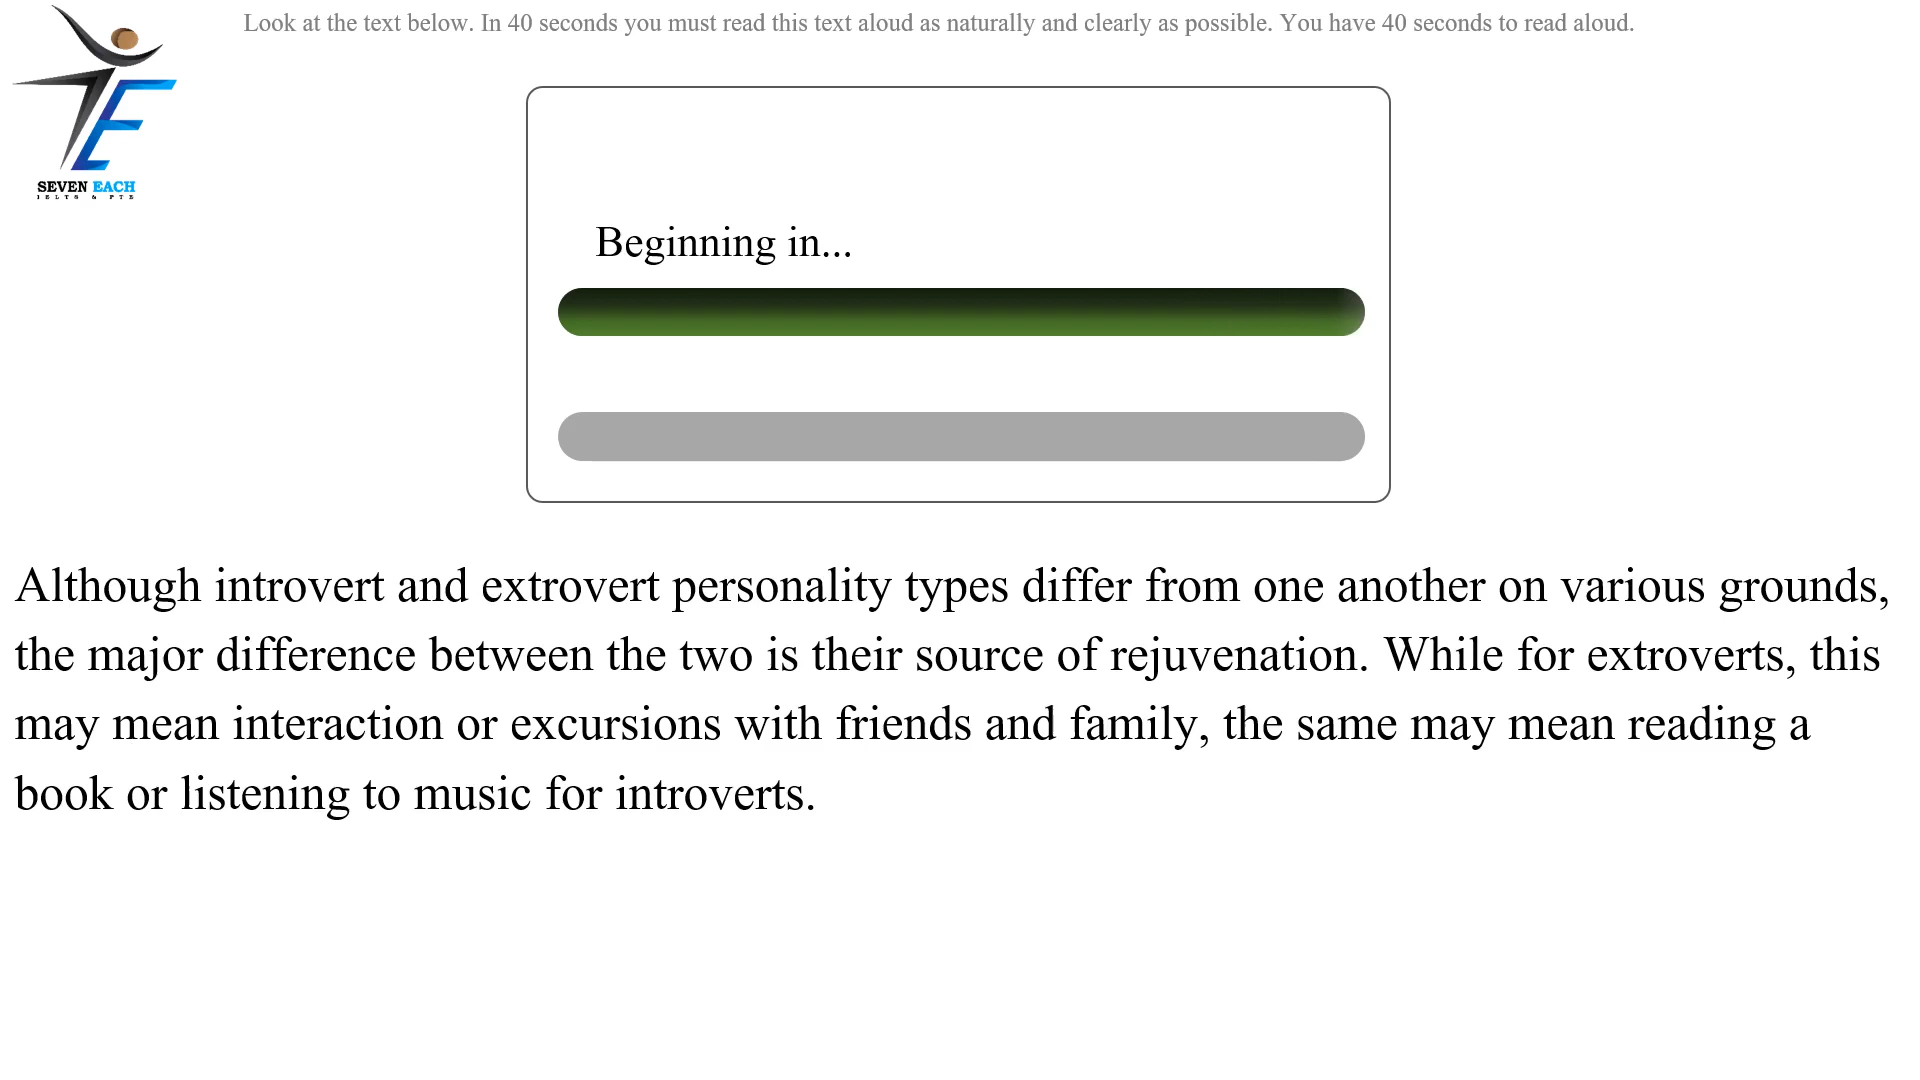 Look at the text below. In 40 seconds you must read this text aloud as naturally and clearly as possible. You have 40 seconds to read aloud.
SEVEN EACH
IELTS & PTE
Beginning in...
Although introvert and extrovert personality types differ from one another on various grounds,
the major difference between the two is their source of rejuvenation. While for extroverts, this
may mean interaction or excursions with friends and family, the same may mean reading a
book or listening to music for introverts.